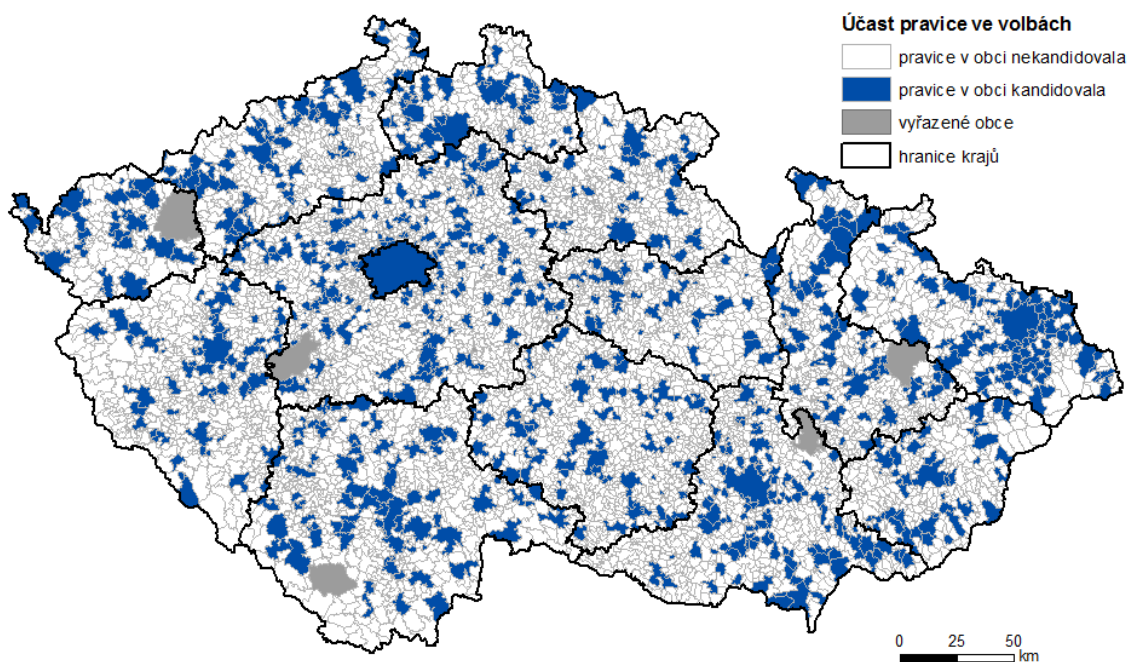 Účast pravice ve volbách
pravice v obci nekandidovala
pravice v obci kandidovala
vyřazené obce
hranice krajů
0 25 50
km